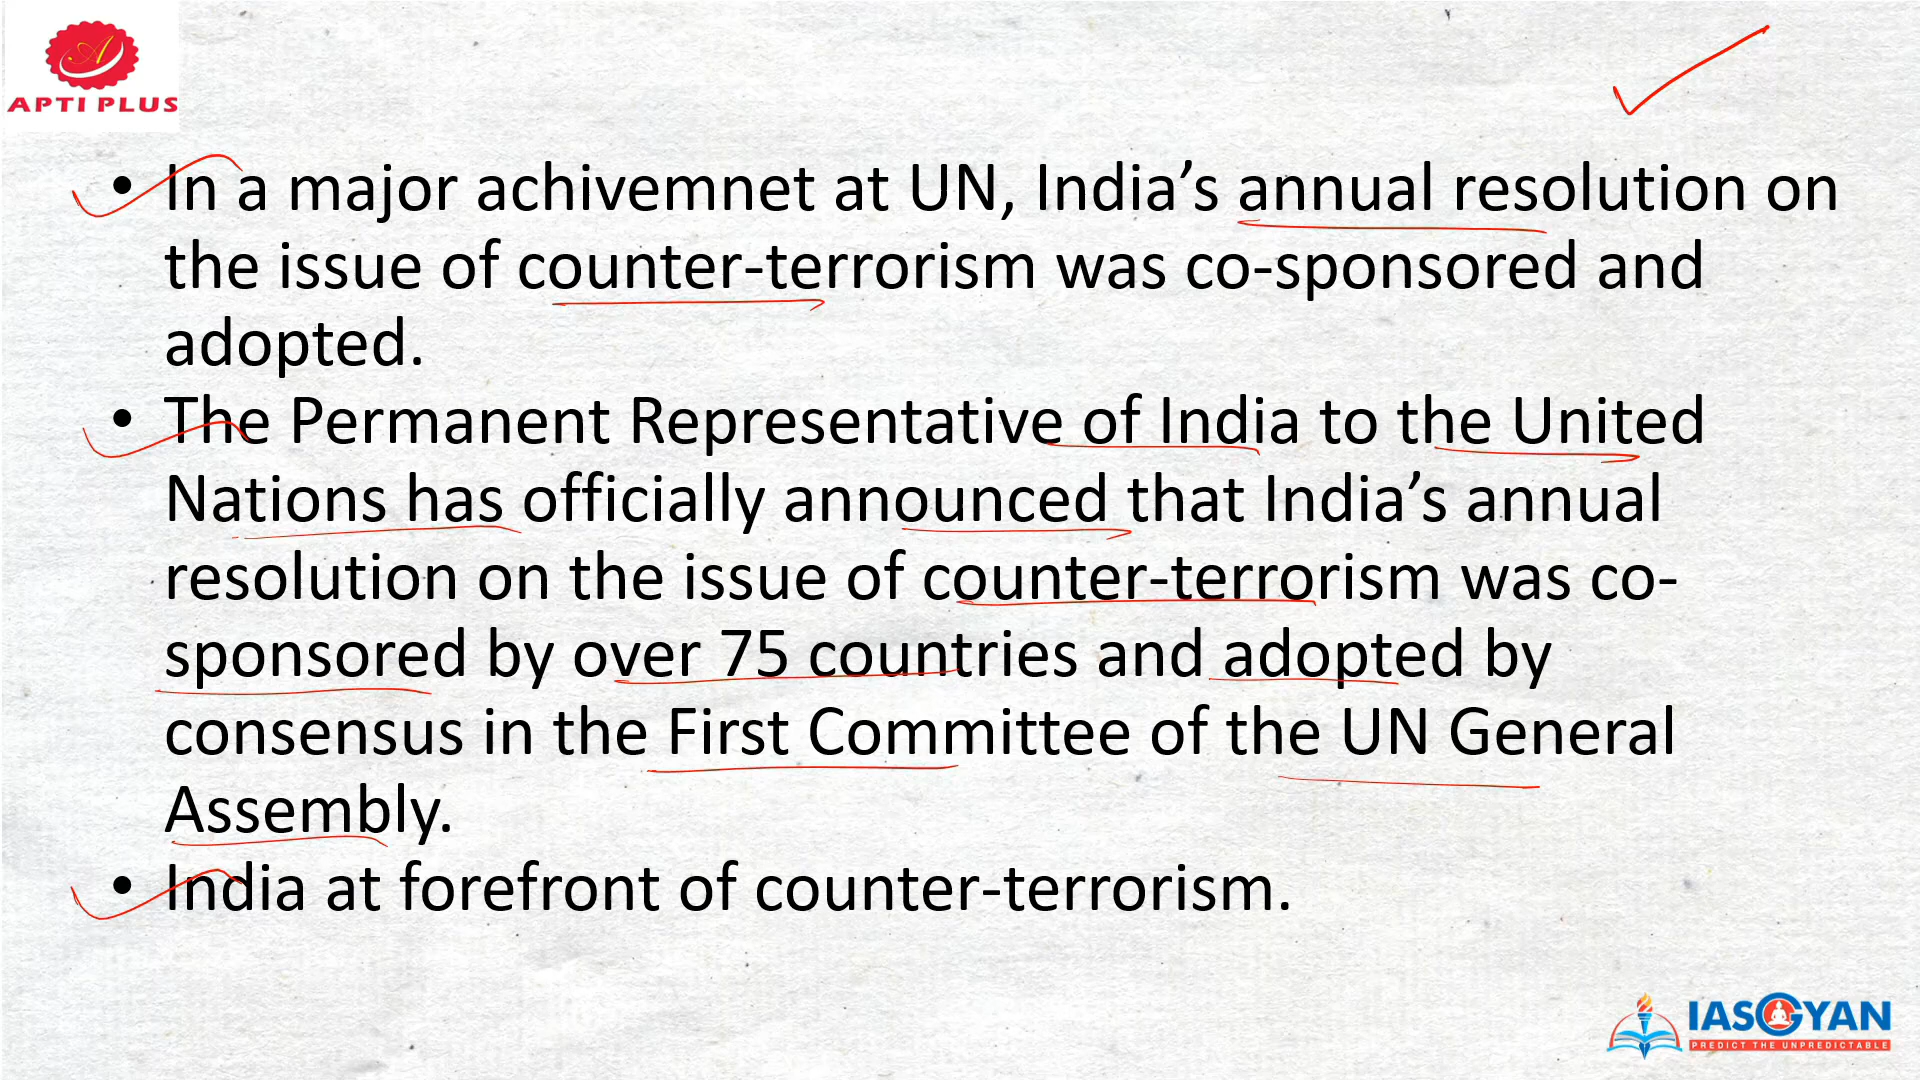 APTI PLUS
• In a major achivemnet at UN, India’s annual resolution on
the issue of counter-terrorism was co-sponsored and
adopted.
• The Permanent Representative of India to the United
Nations has officially announced that India’s annual
resolution on the issue of counter-terrorism was co-
sponsored by over 75 countries and adopted by
consensus in the First Committee of the UN General
Assembly.
• India at forefront of counter-terrorism.
IASGYAN
PREDICT THE UNPREDICTABLE